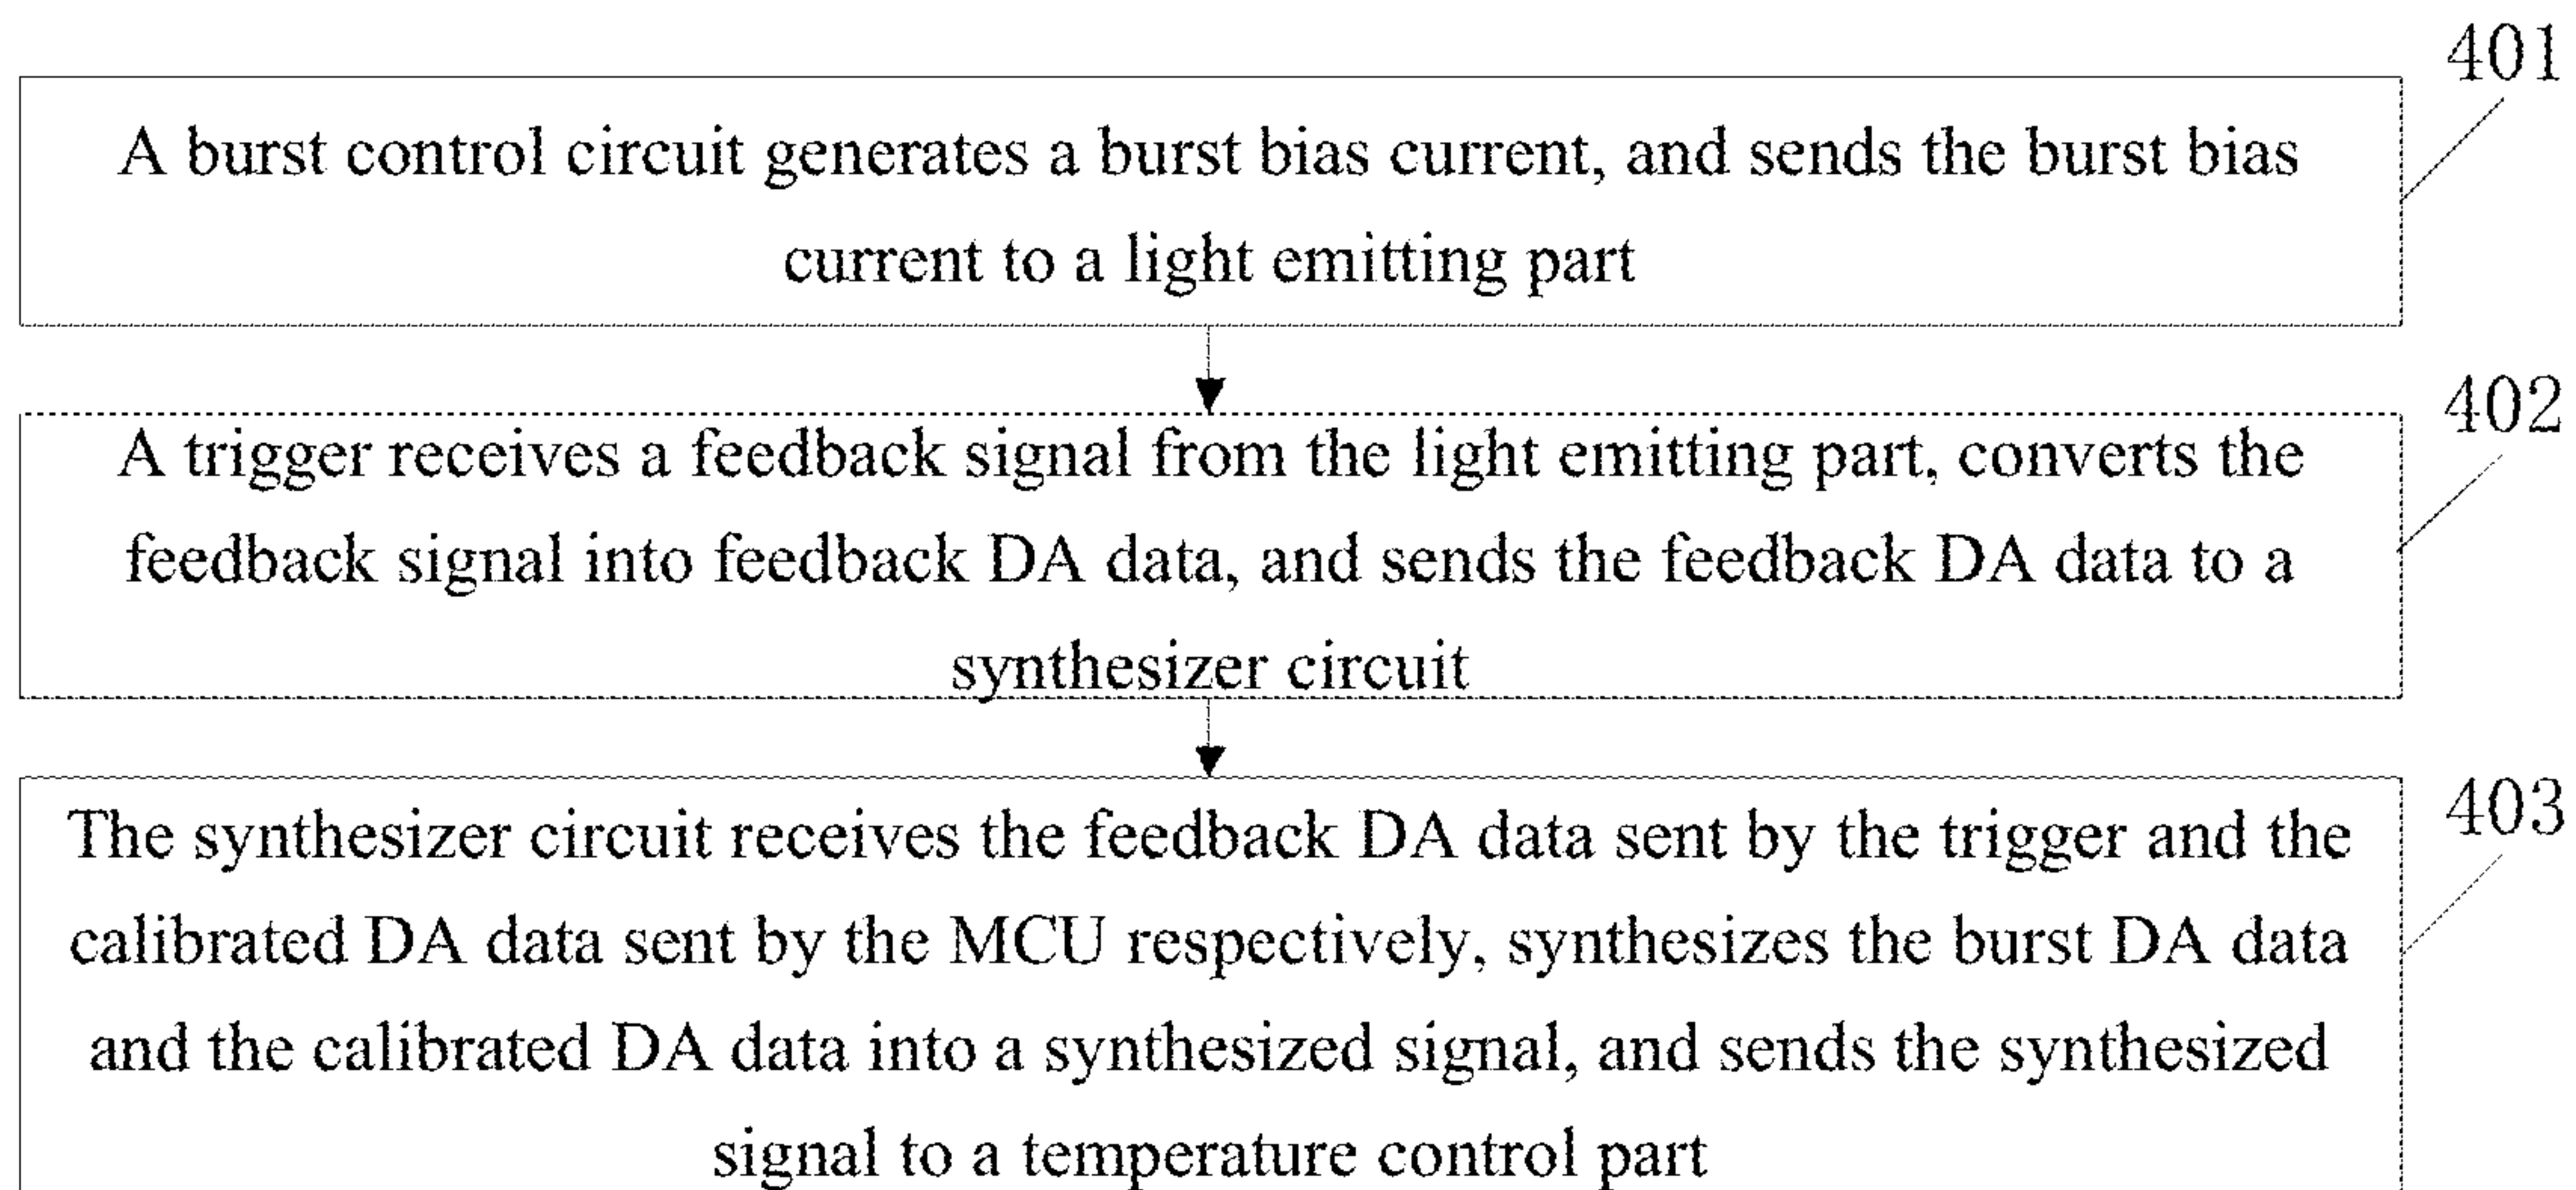 401
A burst control circuit generates a burst bias current, and sends the burst bias
current to a light emitting part
402
A trigger receives a feedback signal from the light emitting part, converts the
feedback signal into feedback DA data, and sends the feedback DA data to a
synthesizer circuit
403
The synthesizer circuit receives the feedback DA data sent by the trigger and the
calibrated DA data sent by the MCU respectively, synthesizes the burst DA data
and the calibrated DA data into a synthesized signal, and sends the synthesized
signal to a temperature control part